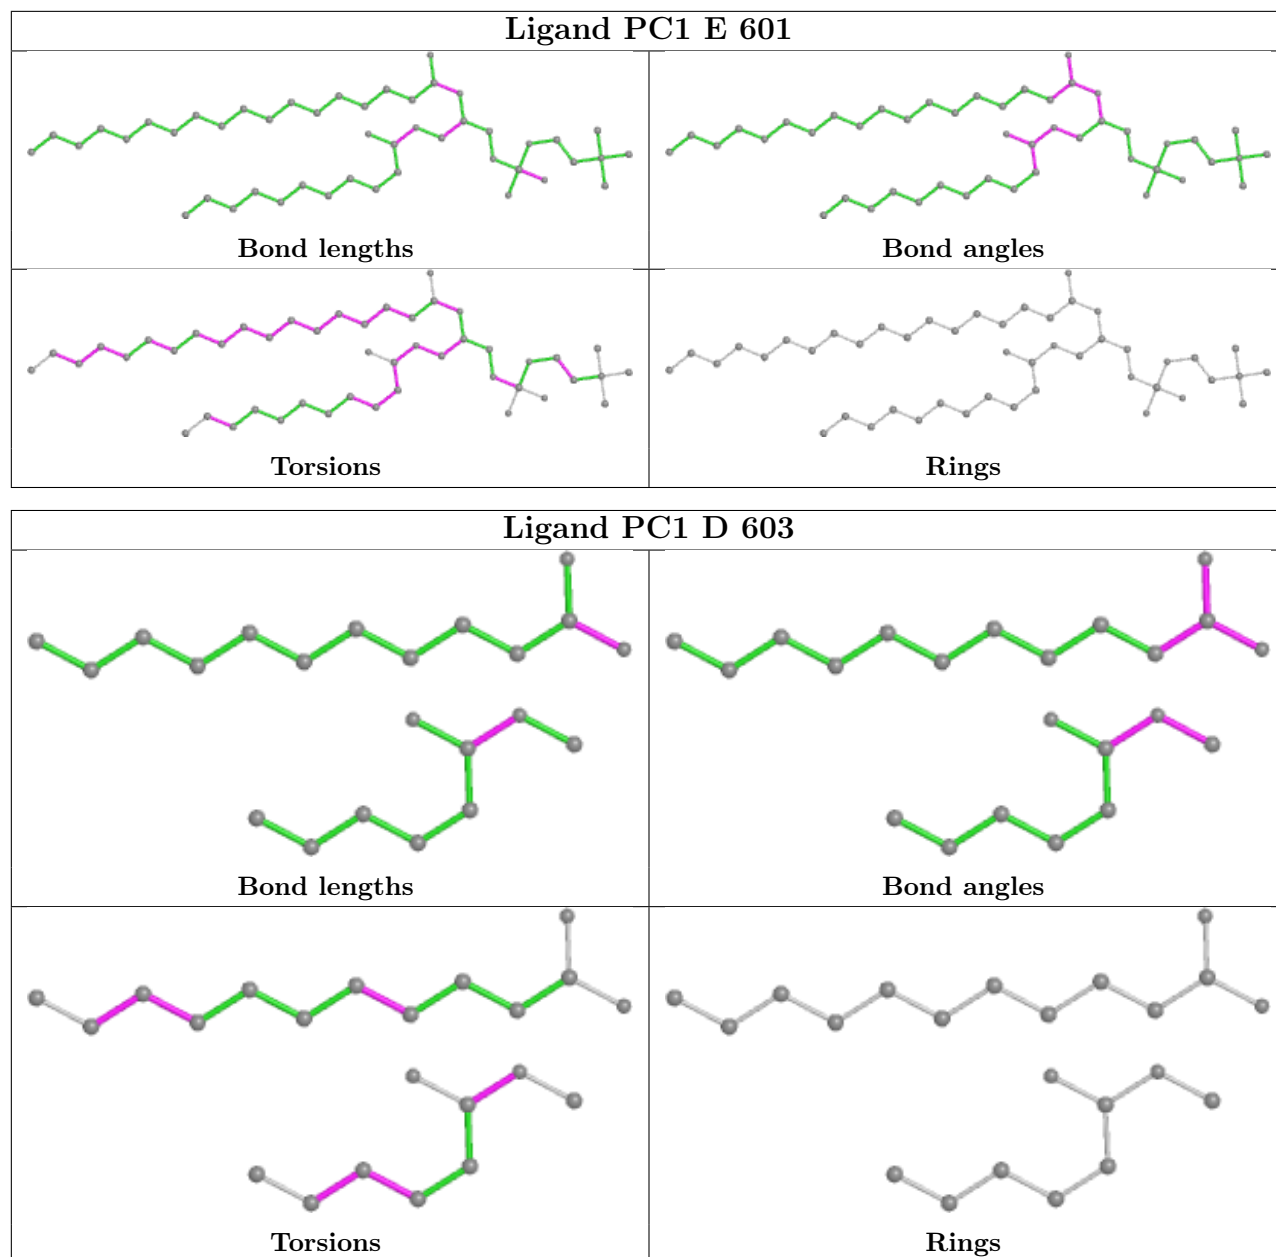 Ligand PC1 E 601
Bond lengths
Bond angles
Torsions
Rings
Ligand PC1 D 603
Bond lengths
Bond angles
Torsions
Rings